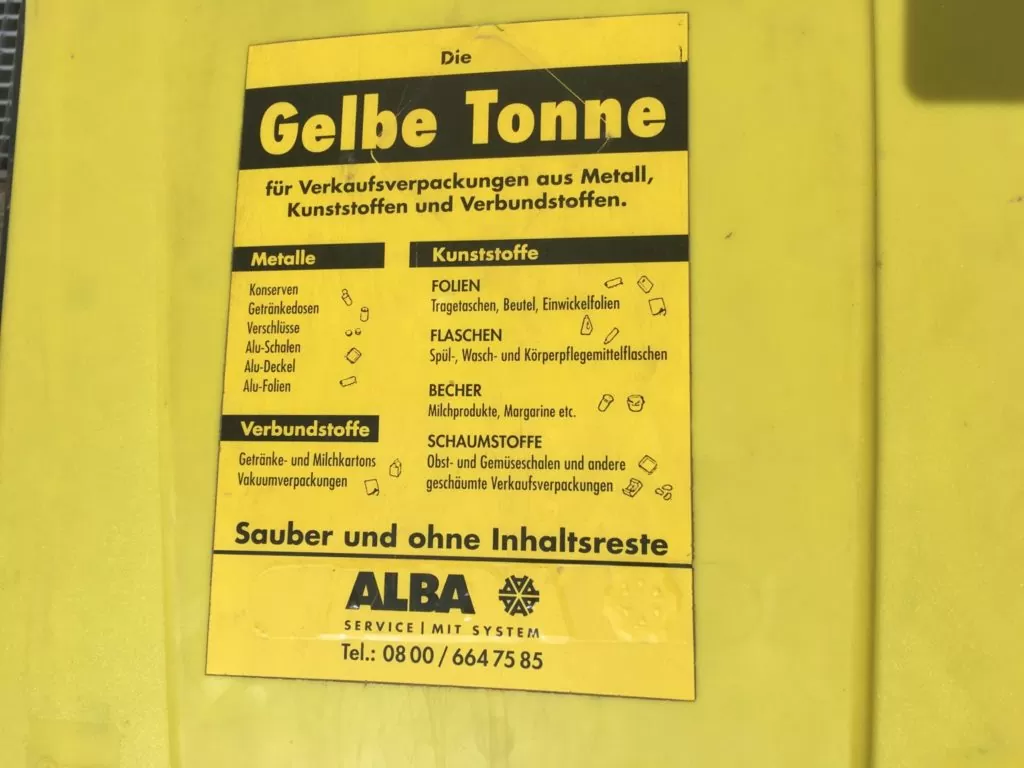 Die
Gelbe Tonne
für Verkaufsverpackungen aus Metall,
Kunststoffen und Verbundstoffen.
Metalle
Konserven
Getränkedosen
Verschlüsse
Alu-Schalen
Alu-Deckel
Alu-Folien
Verbundstoffe
Getränke- und Milchkartons
Vakuumverpackungen
Kunststoffe
FOLIEN
Tragetaschen, Beutel, Einwickelfolien
FLASCHEN
Spül-, Wasch- und Körperpflegemittelflaschen
BECHER
Milchprodukte, Margarine etc.
SCHAUMSTOFFE
Obst- und Gemüseschalen und andere
geschäumte Verkaufsverpackungen
Sauber und ohne Inhaltsreste
ALBA
SERVICE | MIT SYSTEM
Tel.: 08 00 / 664 75 85